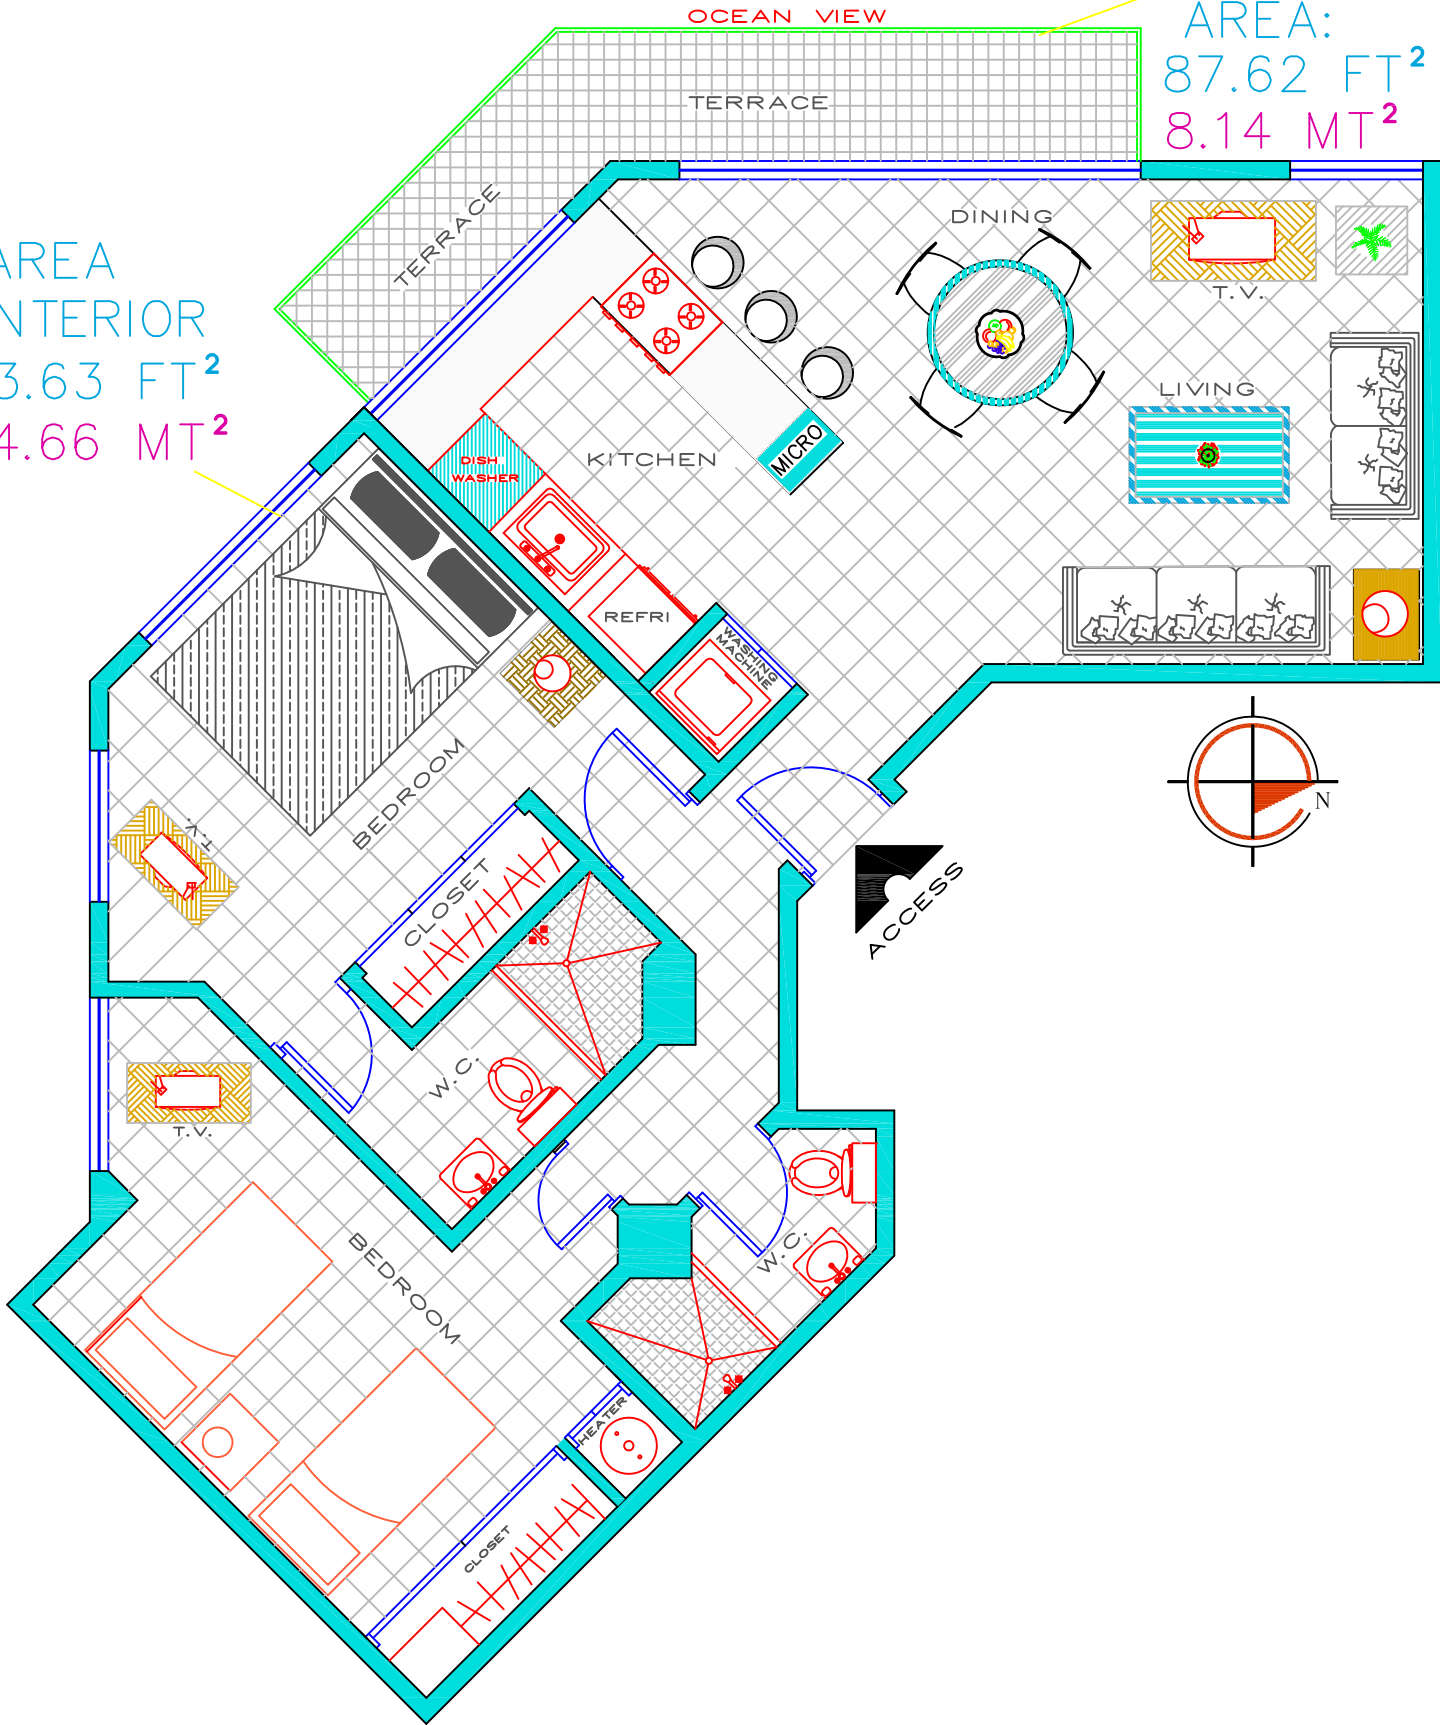 OCEAN VIEW
AREA:
87.62 FT²
8.14 MT²
TERRACE
TERRACE
AREA
NTERIOR
3.63 FT²
4.66 MT²
DINING
T.V.
LIVING
KITCHEN
MICRO
DISH
WASHER
REFRI
WASHING
MACHINE
BEDROOM
T.V.
CLOSET
N
ACCESS
W.C.
T.V.
BEDROOM
W.C.
HEATER
CLOSET